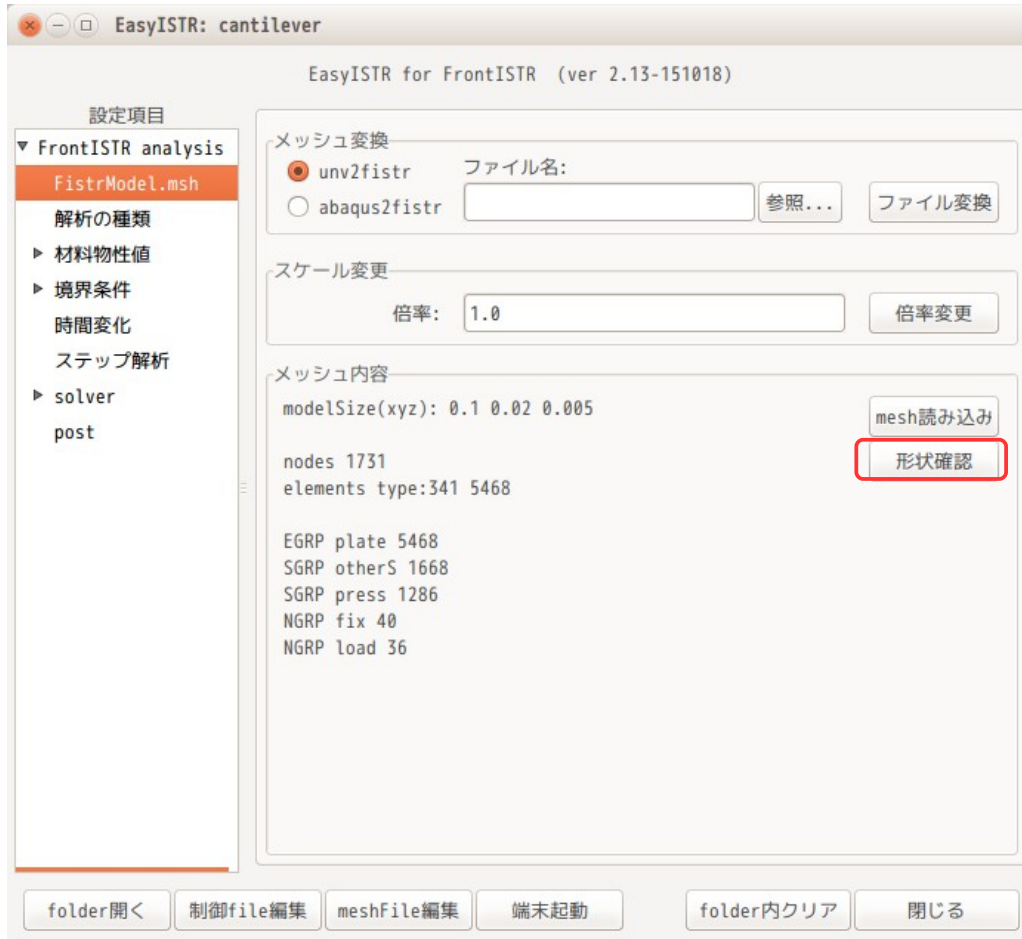 EasyISTR: cantilever
EasyISTR for FrontISTR (ver 2.13-151018)
設定項目
FrontISTR analysis
FistrModel.msh
解析の種類
材料物性値
境界条件
時間変化
ステップ解析
solver
post
メッシュ変換
unv2fistr
ファイル名:
abaqus2fistr
参照...
ファイル変換
スケール変更
倍率:
1.0
倍率変更
メッシュ内容
modelSize(xyz): 0.1 0.02 0.005
mesh読み込み
形状確認
nodes 1731
elements type:341 5468
EGRP plate 5468
SGRP otherS 1668
SGRP press 1286
NGRP fix 40
NGRP load 36
folder開く
制御file編集
meshFile編集
端末起動
folder内クリア
閉じる